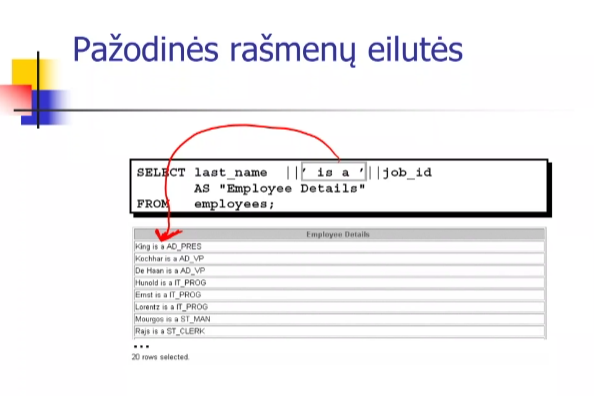 Pažodinės rašmenų eilutės
SELECT last_name ||' is a '||job_id
AS "Employee Details"
FROM employees;
Employee Details
King is a AD_PRES
Kochhar is a AD_VP
De Haan is a AD_VP
Hunold is a IT_PROG
Ernst is a IT_PROG
Lorentz is a IT_PROG
Mourgos is a ST_MAN
Rajs is a ST_CLERK
...
20 rows selected.